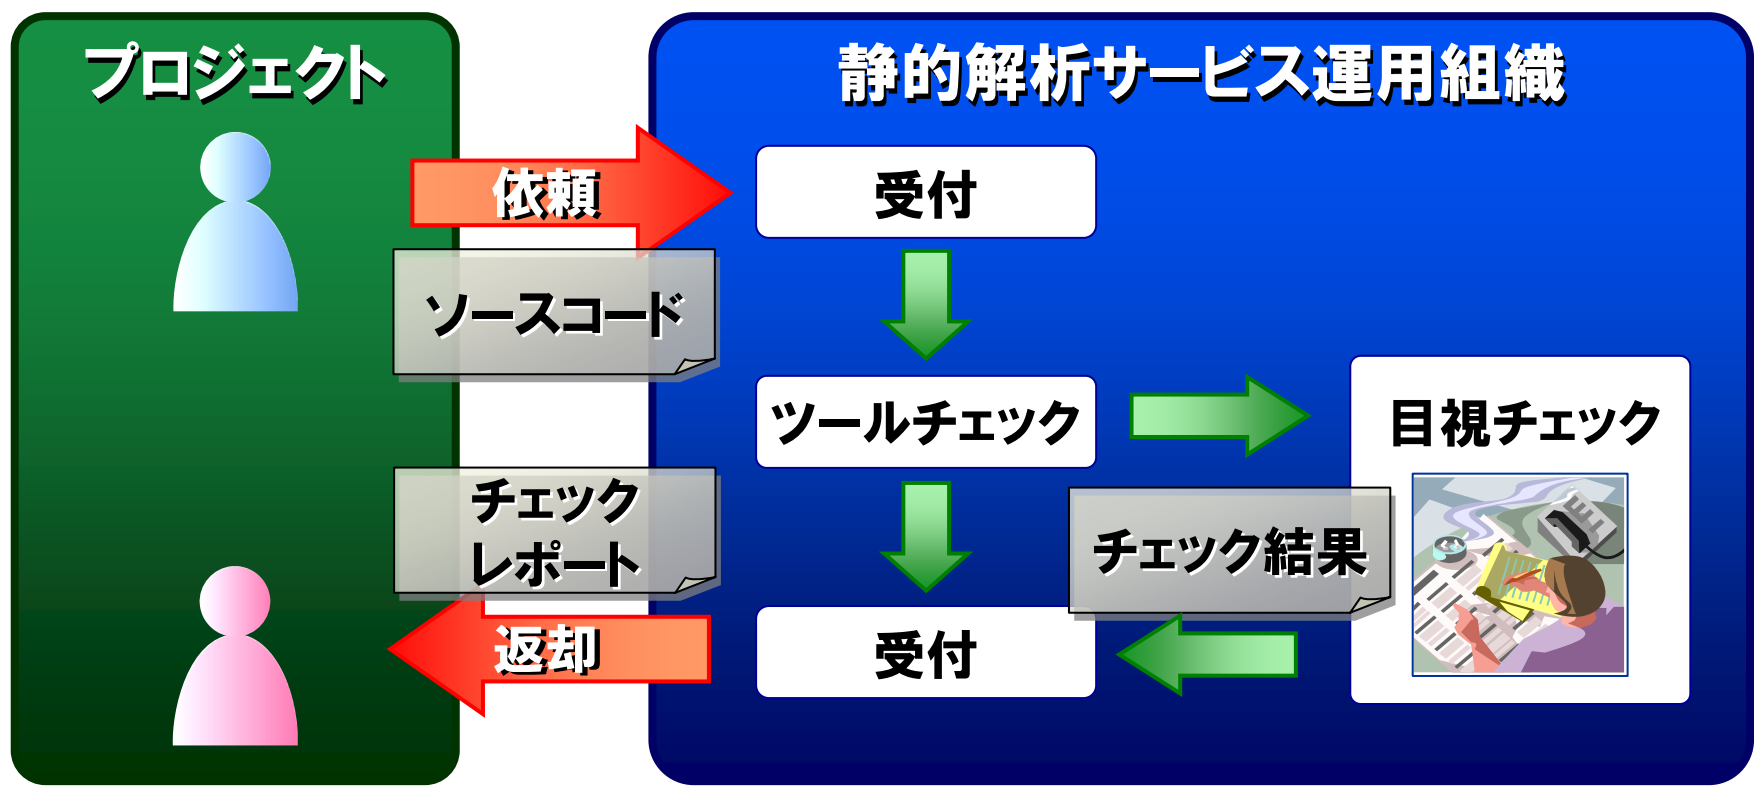 プロジェクト
静的解析サービス運用組織
依頼
受付
ソースコード
ツールチェック
目視チェック
チェック
レポート
チェック結果
返却
受付